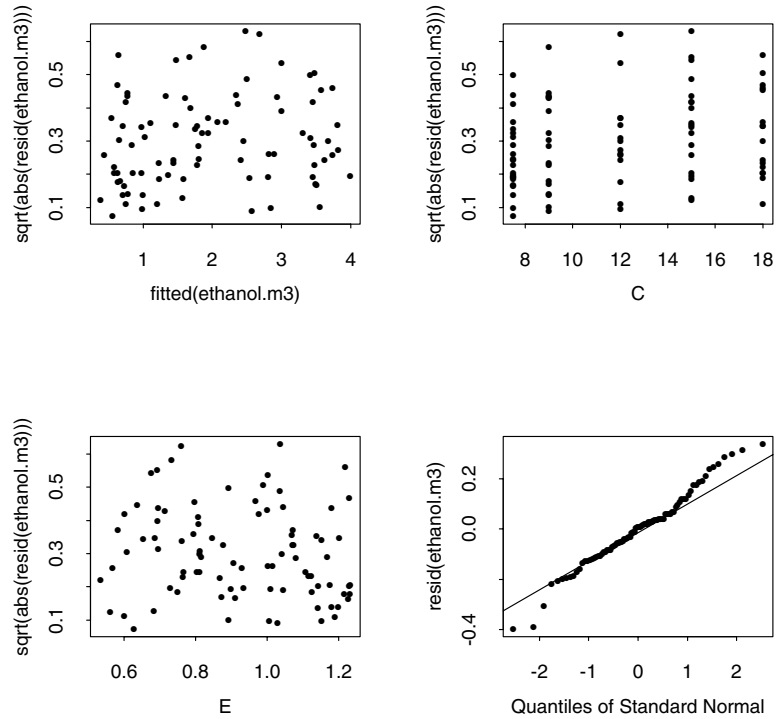 sqrt(abs(resid(ethanol.m3)))
0.5
0.3
0.1
1 2 3 4
fitted(ethanol.m3)
sqrt(abs(resid(ethanol.m3)))
0.5
0.3
0.1
8 10 12 14 16 18
C
sqrt(abs(resid(ethanol.m3)))
0.5
0.3
0.1
0.6 0.8 1.0 1.2
E
resid(ethanol.m3)
0.2
0.0
-0.4
-2 -1 0 1 2
Quantiles of Standard Normal